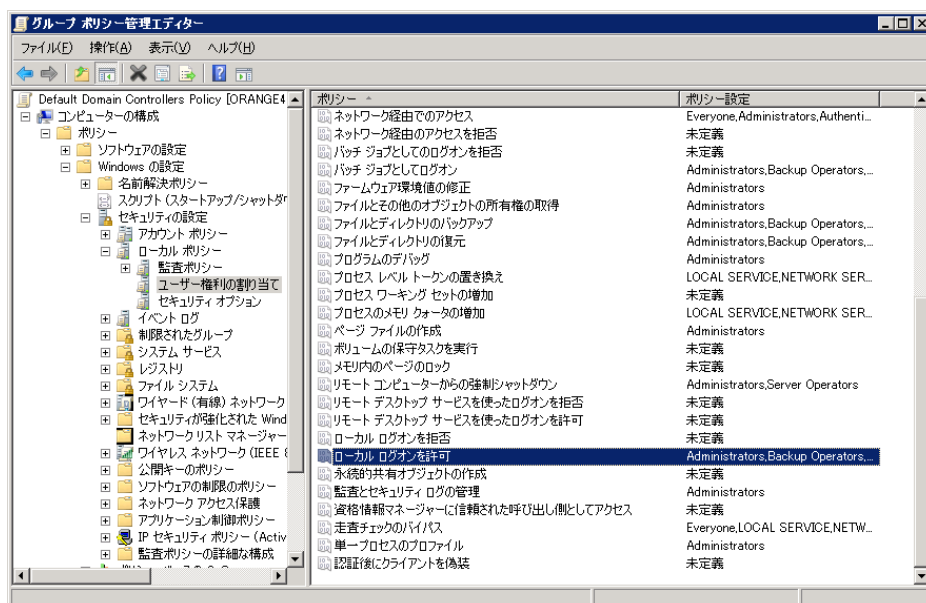 グループ ポリシー管理エディター
ファイル(F) 操作(A) 表示(V) ヘルプ(H)
Default Domain Controllers Policy [ORANGE4
コンピューターの構成
ポリシー
ソフトウェアの設定
Windows の設定
名前解決ポリシー
スクリプト (スタートアップ/シャットダ
セキュリティの設定
アカウント ポリシー
ローカル ポリシー
監査ポリシー
ユーザー権利の割り当て
セキュリティ オプション
イベント ログ
制限されたグループ
システム サービス
レジストリ
ファイル システム
ワイヤード (有線) ネットワーク
セキュリティが強化された Wind
ネットワーク リスト マネージャー
ワイヤレス ネットワーク (IEEE 8
公開キーのポリシー
ソフトウェアの制限のポリシー
ネットワーク アクセス保護
アプリケーション制御ポリシー
IP セキュリティ ポリシー (Activ
監査ポリシーの詳細な構成
ポリシー ポリシー設定
ネットワーク経由でのアクセス Everyone,Administrators,Authenti...
ネットワーク経由のアクセスを拒否 未定義
バッチ ジョブとしてのログオンを拒否 未定義
バッチ ジョブとしてログオン Administrators,Backup Operators,...
ファームウェア環境値の修正 Administrators
ファイルとその他のオブジェクトの所有権の取得 Administrators
ファイルとディレクトリのバックアップ Administrators,Backup Operators,...
ファイルとディレクトリの復元 Administrators,Backup Operators,...
プログラムのデバッグ Administrators
プロセス レベル トークンの置き換え LOCAL SERVICE,NETWORK SER...
プロセス ワーキング セットの増加 未定義
プロセスのメモリ クォータの増加 LOCAL SERVICE,NETWORK SER...
ページ ファイルの作成 Administrators
ボリュームの保守タスクを実行 未定義
メモリ内のページのロック 未定義
リモート コンピューターからの強制シャットダウン Administrators,Server Operators
リモート デスクトップ サービスを使ったログオンを拒否 未定義
リモート デスクトップ サービスを使ったログオンを許可 未定義
ローカル ログオンを拒否 未定義
ローカル ログオンを許可 Administrators,Backup Operators,...
永続的共有オブジェクトの作成 未定義
監査とセキュリティ ログの管理 Administrators
資格情報マネージャーに信頼された呼び出し側としてアクセス 未定義
走査チェックのバイパス Everyone,LOCAL SERVICE,NETW...
単一プロセスのプロファイル Administrators
認証後にクライアントを偽装 未定義